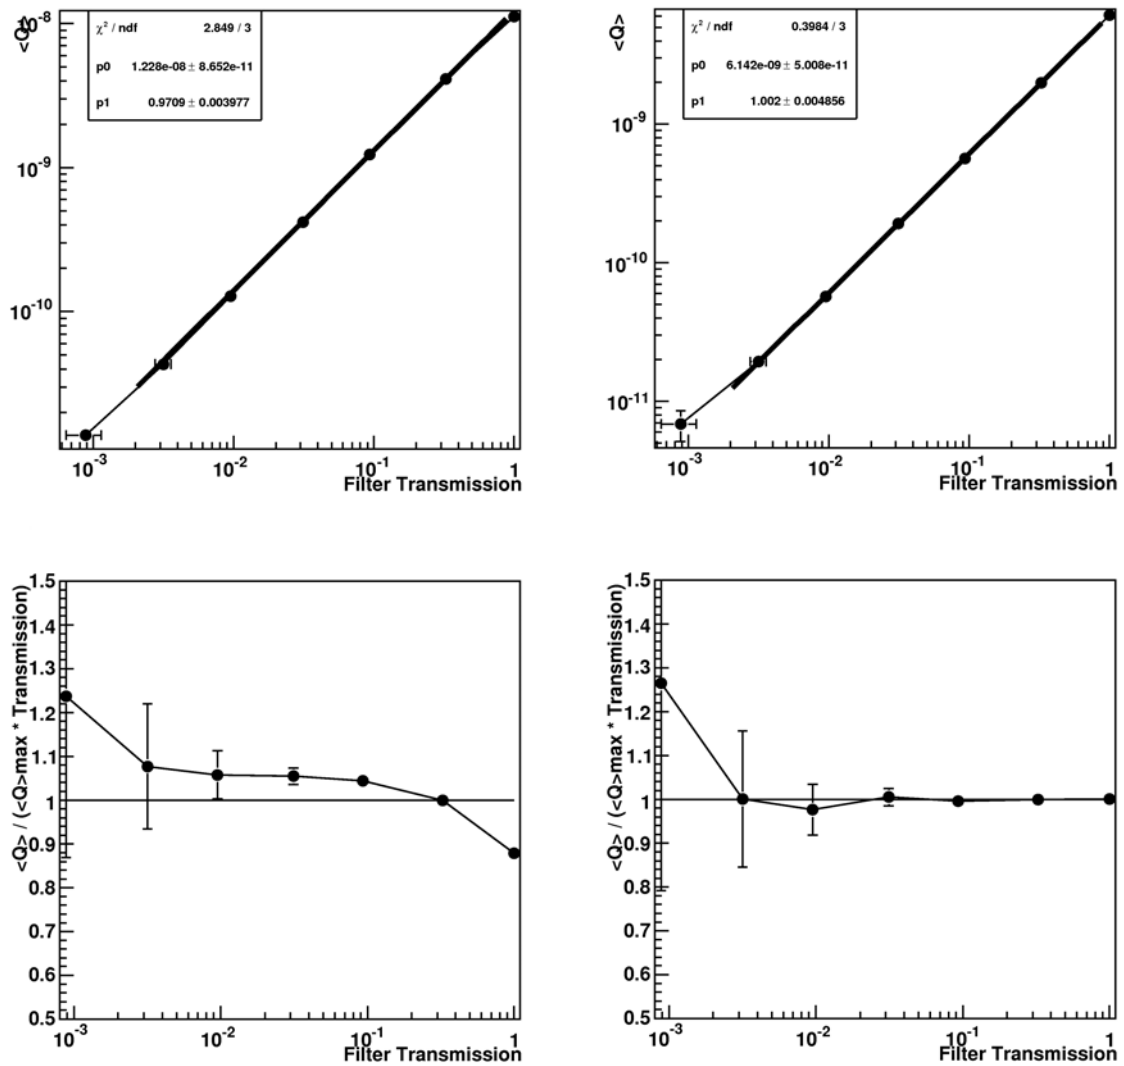 <Q>
10-8
10-9
10-10
χ2 / ndf 2.849 / 3
p0 1.228e-08 ± 8.652e-11
p1 0.9709 ± 0.003977
10-3 10-2 10-1 1
Filter Transmission
<Q>
10-9
10-10
10-11
χ2 / ndf 0.3984 / 3
p0 6.142e-09 ± 5.008e-11
p1 1.002 ± 0.004856
10-3 10-2 10-1 1
Filter Transmission
<Q> / (<Q>max * Transmission)
1.5
1.4
1.3
1.2
1.1
1
0.9
0.8
0.7
0.6
0.5
10-3 10-2 10-1 1
Filter Transmission
<Q> / (<Q>max * Transmission)
1.5
1.4
1.3
1.2
1.1
1
0.9
0.8
0.7
0.6
0.5
10-3 10-2 10-1 1
Filter Transmission